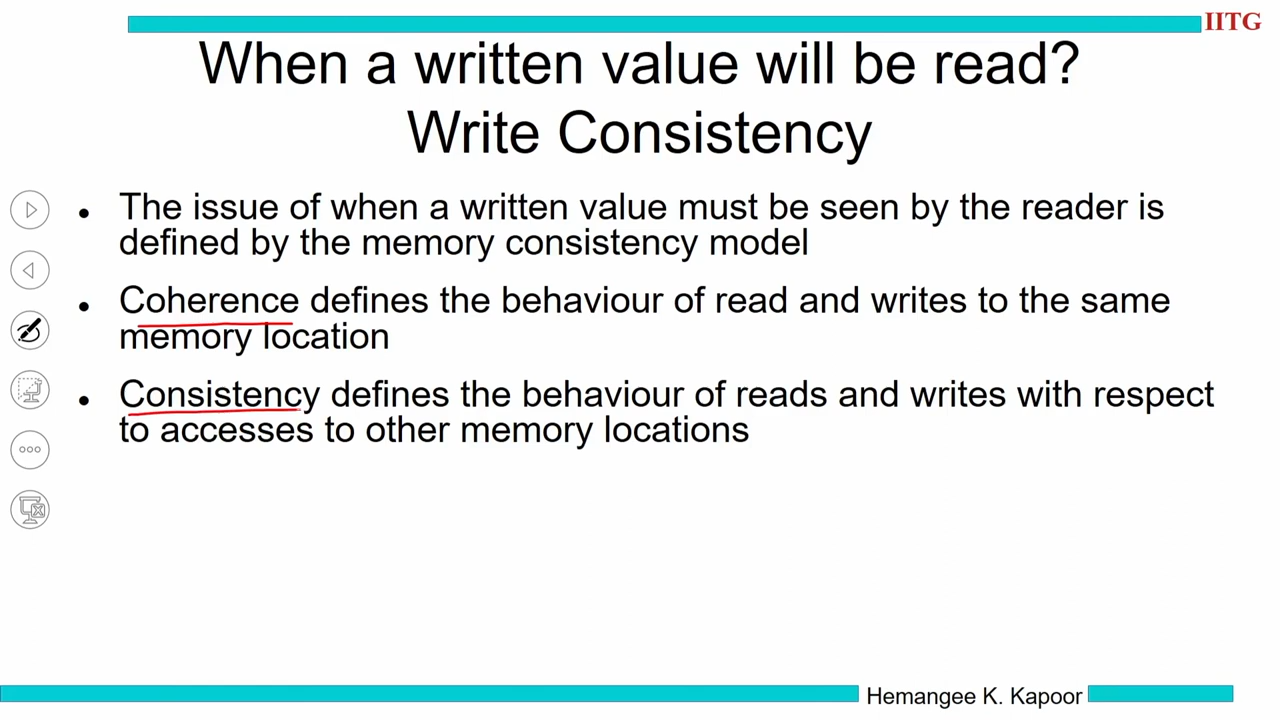 IITG
When a written value will be read?
Write Consistency
• The issue of when a written value must be seen by the reader is
defined by the memory consistency model
• Coherence defines the behaviour of read and writes to the same
memory location
• Consistency defines the behaviour of reads and writes with respect
to accesses to other memory locations
Hemangee K. Kapoor